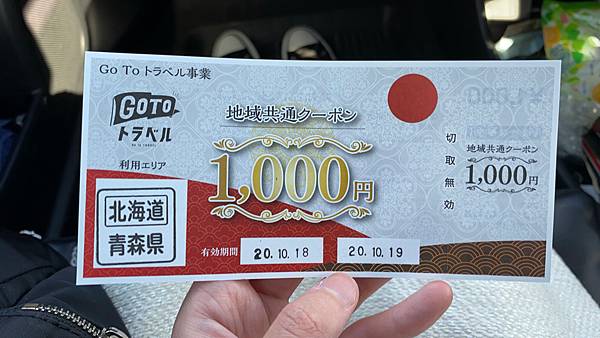 Go To トラベル事業
GOTO
トラベル
利用エリア
北海道
青森県
地域共通クーポン
1,000円
有効期間
20.10.18
20.10.19
切取無効
地域共通クーポン
1,000円